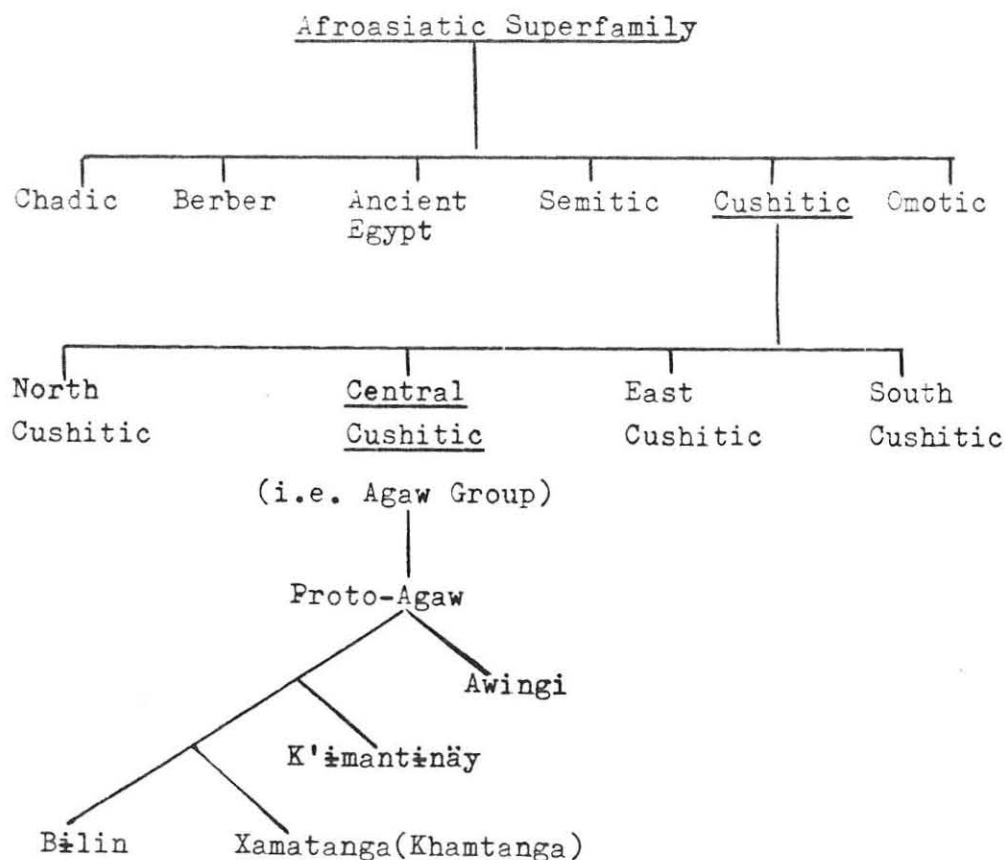 Afroasiatic Superfamily
Chadic Berber Ancient Egypt Semitic Cushitic Omotic
North Cushitic Central Cushitic East Cushitic South Cushitic
(i.e. Agaw Group)
Proto-Agaw
Awingi
K'ɨmantɨnäy
Bɨlin Xamatanga(Khamtanga)